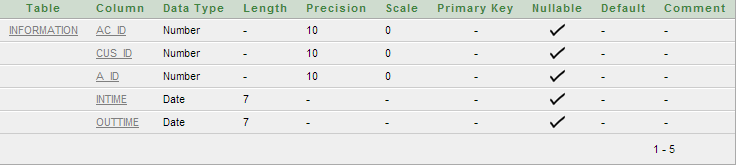 Table Column Data Type Length Precision Scale Primary Key Nullable Default Comment
INFORMATION AC_ID Number - 10 0 - - -
CUS_ID Number - 10 0 - - -
A_ID Number - 10 0 - - -
INTIME Date 7 - - - - -
OUTTIME Date 7 - - - - -
1 - 5